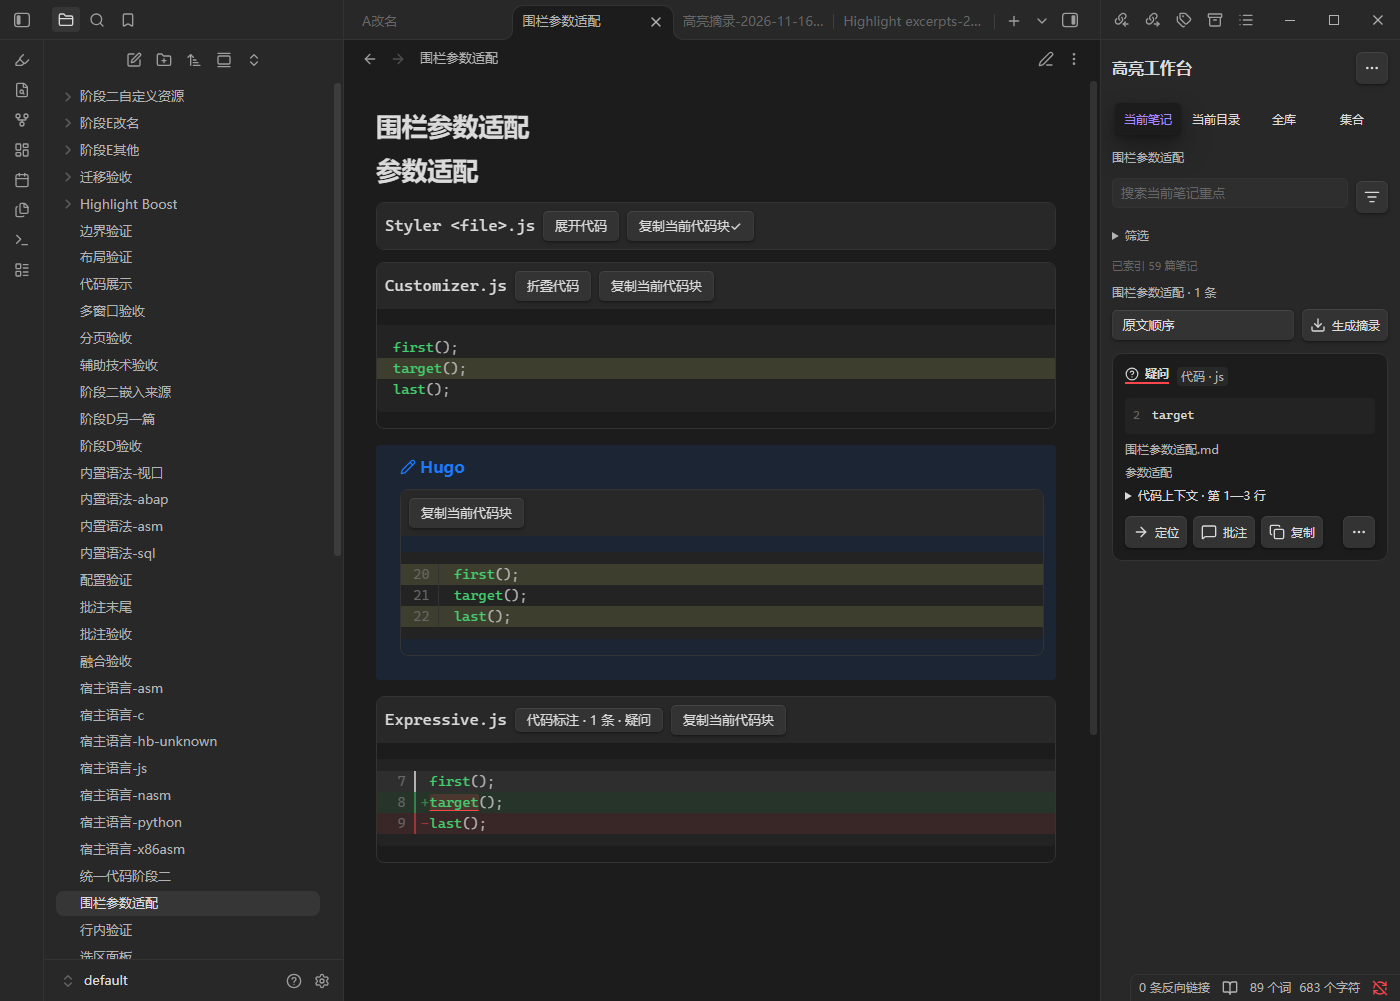 A改名
围栏参数适配
高亮摘录-2026-11-16...
Highlight excerpts-2...
阶段二自定义资源
阶段E改名
阶段E其他
迁移验收
Highlight Boost
边界验证
布局验证
代码展示
多窗口验收
分页验收
辅助技术验收
阶段二嵌入来源
阶段D另一篇
阶段D验收
内置语法-视口
内置语法-abap
内置语法-asm
内置语法-sql
配置验证
批注末尾
批注验收
融合验收
宿主语言-asm
宿主语言-c
宿主语言-hb-unknown
宿主语言-js
宿主语言-nasm
宿主语言-python
宿主语言-x86asm
统一代码阶段二
围栏参数适配
行内验证
选区面板
default
围栏参数适配
围栏参数适配
参数适配
Styler <file>.js 展开代码 复制当前代码块✓
Customizer.js 折叠代码 复制当前代码块
first();
target();
last();
Hugo
复制当前代码块
20 first();
21 target();
22 last();
Expressive.js 代码标注 · 1 条 · 疑问 复制当前代码块
7 first();
8 +target();
9 -last();
高亮工作台
当前笔记 当前目录 全库 集合
围栏参数适配
搜索当前笔记重点
筛选
已索引 59 篇笔记
围栏参数适配 · 1 条
原文顺序 生成摘录
疑问 代码 · js
2 target
围栏参数适配.md
参数适配
代码上下文 · 第 1—3 行
定位 批注 复制
0 条反向链接 89 个词 683 个字符